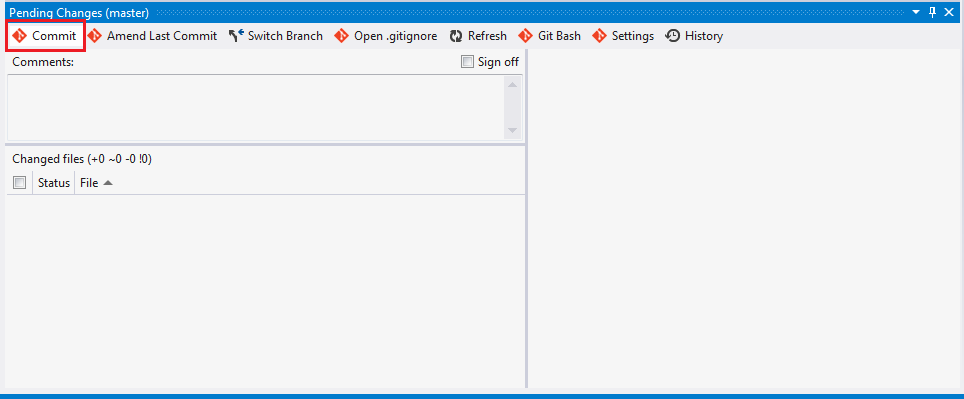 Pending Changes (master)
Commit Amend Last Commit Switch Branch Open .gitignore Refresh Git Bash Settings History
Comments: Sign off
Changed files (+0 ~0 -0 !0)
Status File